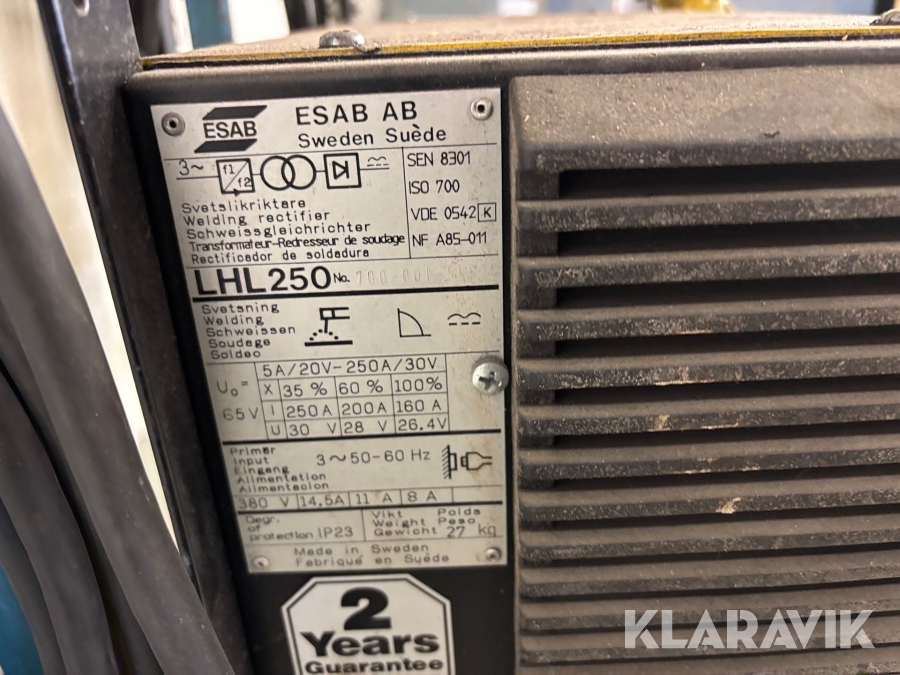 ESAB
ESAB AB
Sweden Suède
3~
f1
f2
SEN 8301
ISO 700
VDE 0542 K
NF A85-011
Svetslikriktare
Welding rectifier
Schweissgleichrichter
Transformateur-Redresseur de soudage
Rectificador de soldadura
LHL250 No.
Svetsning
Welding
Schweissen
Soudage
Soldeo
5A/20V-250A/30V
U₀=
65V
X 35 % 60 % 100%
I 250 A 200A 160 A
U 30 V 28 V 26.4V
Primär
Input
Eingang
Alimentation
Alimentacion
3~50-60 Hz
380 V 14.5A 11 A 8 A
Degr.
of
protection IP23
Vikt Poids
Weight Peso
Gewicht 27 kg
Made in Sweden
Fabriqué en Suède
2
Years
Guarantee
KLARAVIK